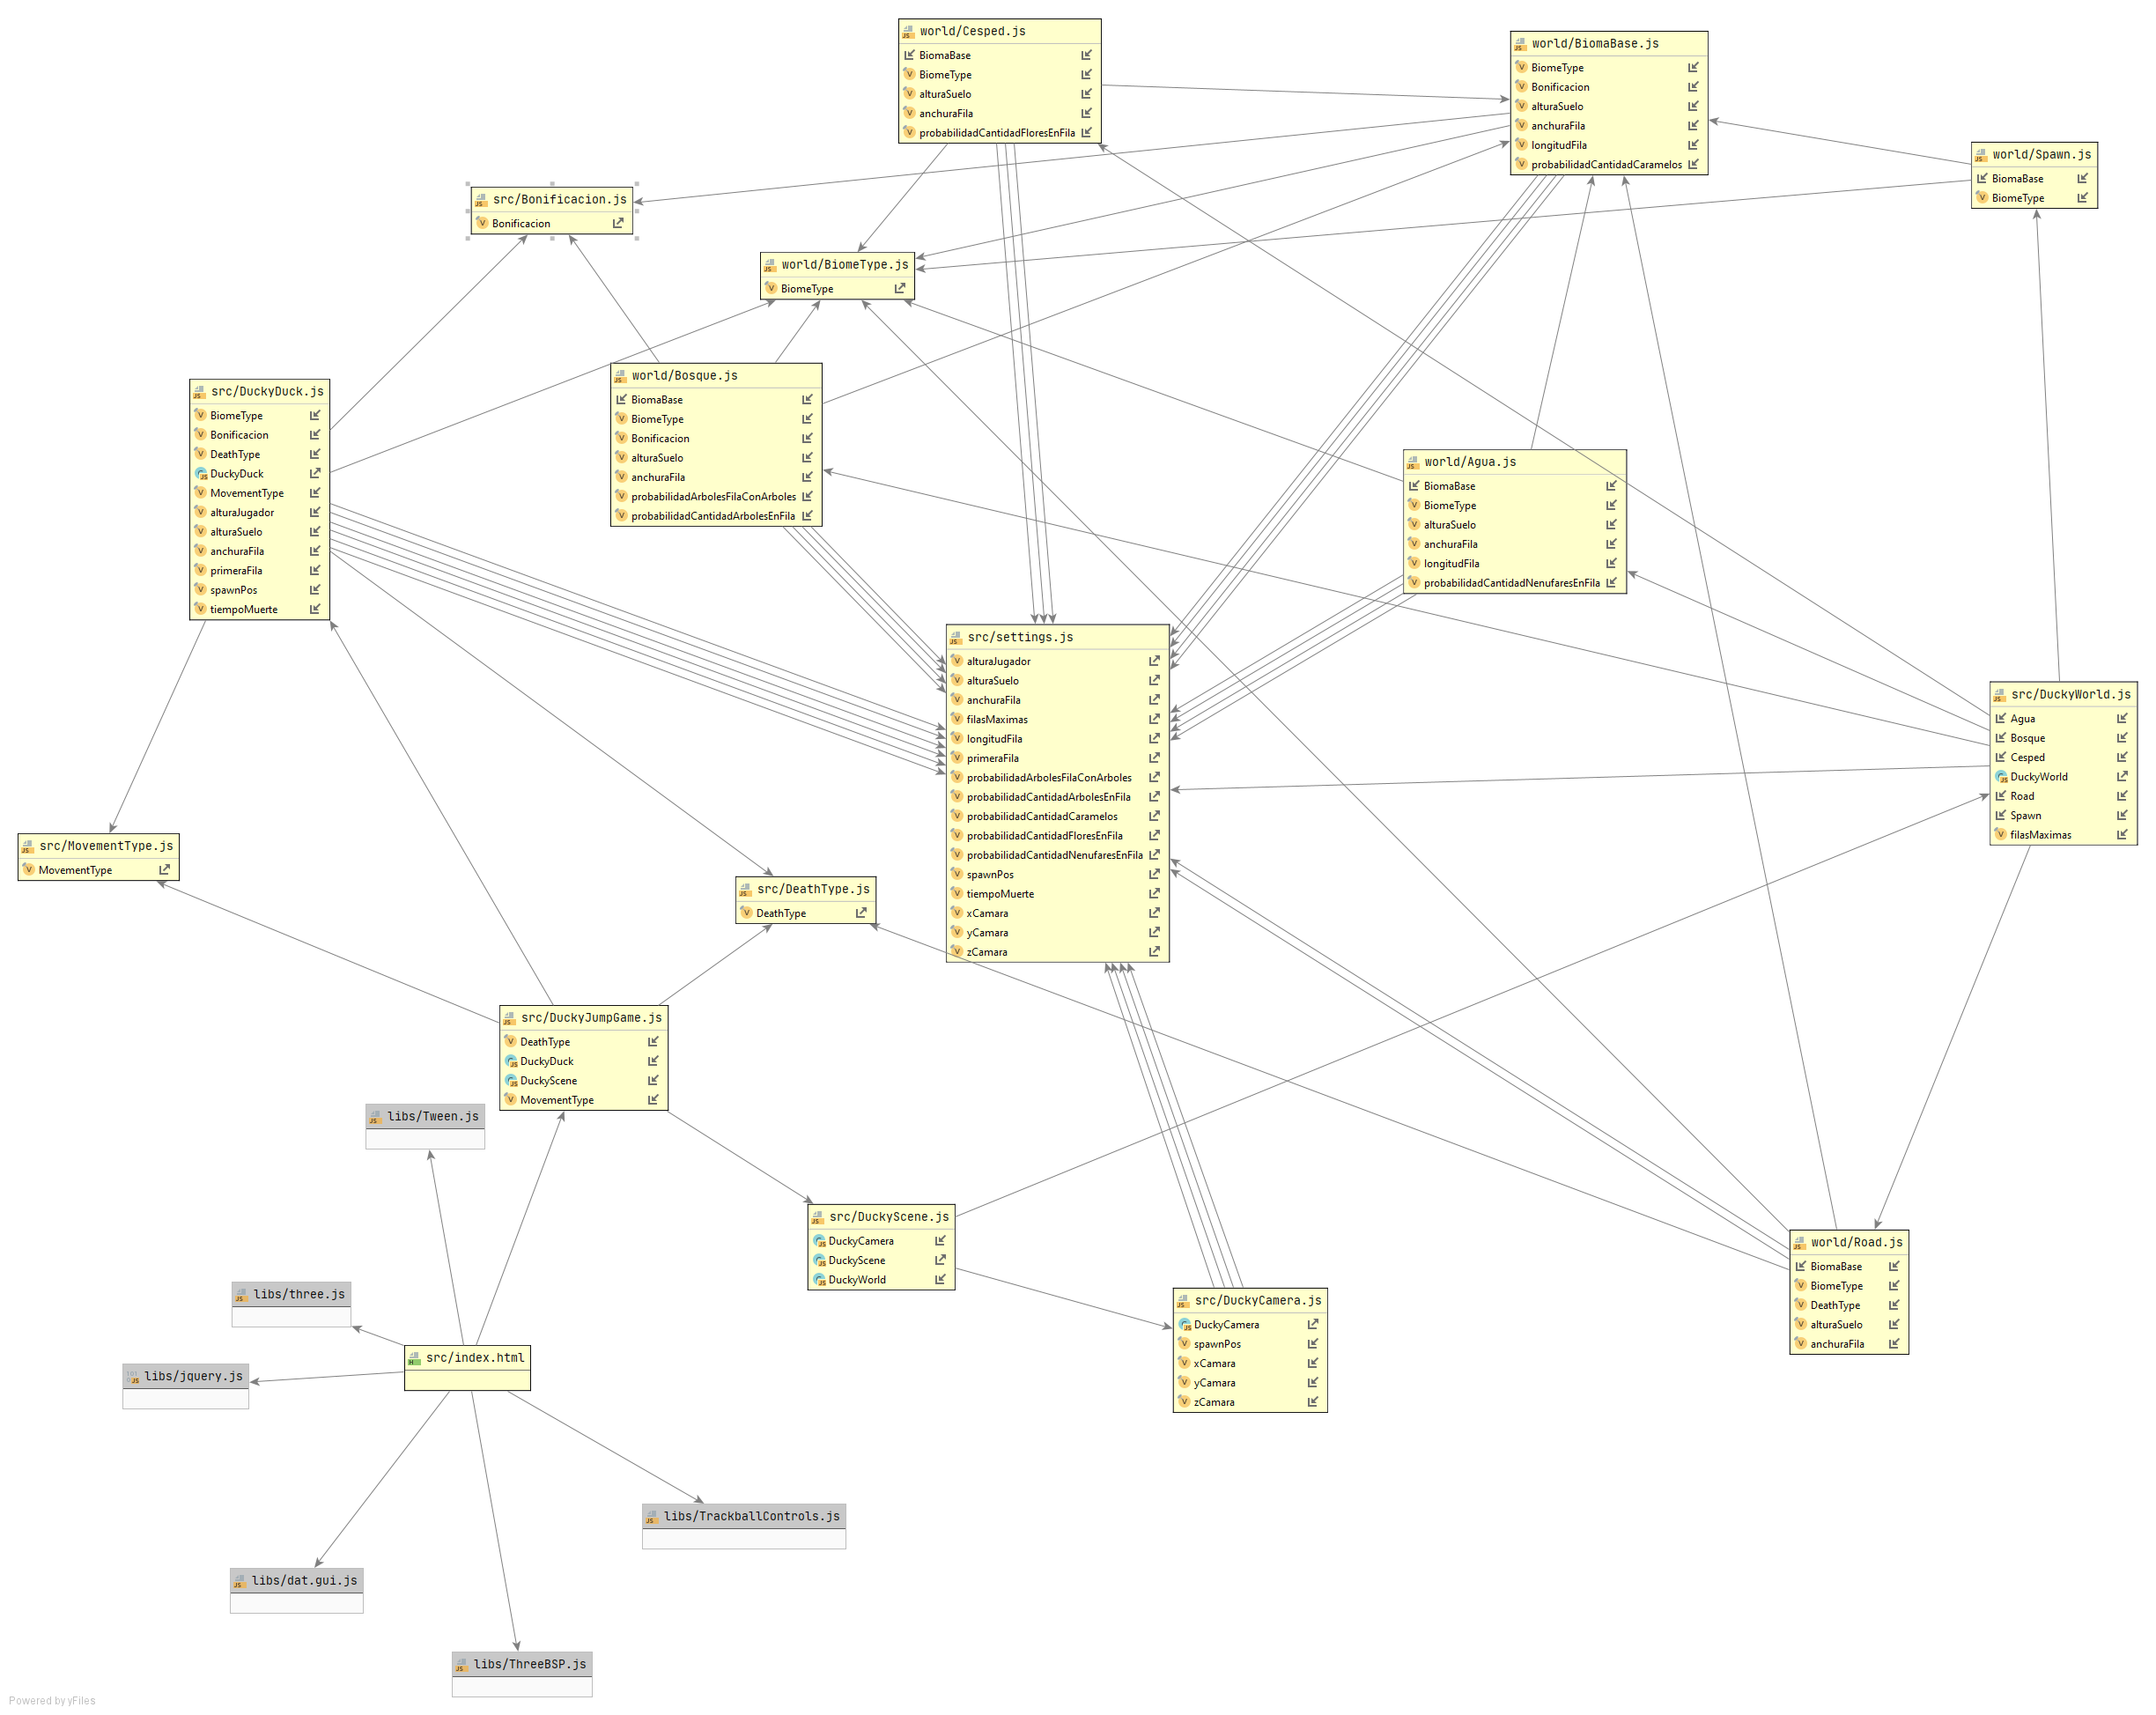 world/Cesped.js
BiomaBase
BiomeType
alturaSuelo
anchuraFila
probabilidadCantidadFloresEnFila
world/BiomaBase.js
BiomeType
Bonificacion
alturaSuelo
anchuraFila
longitudFila
probabilidadCantidadCaramelos
world/Spawn.js
BiomaBase
BiomeType
src/Bonificacion.js
Bonificacion
world/BiomeType.js
BiomeType
world/Bosque.js
BiomaBase
BiomeType
Bonificacion
alturaSuelo
anchuraFila
probabilidadArbolesFilaConArboles
probabilidadCantidadArbolesEnFila
src/DuckyDuck.js
BiomeType
Bonificacion
DeathType
DuckyDuck
MovementType
alturaJugador
alturaSuelo
anchuraFila
primeraFila
spawnPos
tiempoMuerte
world/Agua.js
BiomaBase
BiomeType
alturaSuelo
anchuraFila
longitudFila
probabilidadCantidadNenufaresEnFila
src/settings.js
alturaJugador
alturaSuelo
anchuraFila
filasMaximas
longitudFila
primeraFila
probabilidadArbolesFilaConArboles
probabilidadCantidadArbolesEnFila
probabilidadCantidadCaramelos
probabilidadCantidadFloresEnFila
probabilidadCantidadNenufaresEnFila
spawnPos
tiempoMuerte
xCamara
yCamara
zCamara
src/DuckyWorld.js
Agua
Bosque
Cesped
DuckyWorld
Road
Spawn
filasMaximas
src/MovementType.js
MovementType
src/DeathType.js
DeathType
src/DuckyJumpGame.js
DeathType
DuckyDuck
DuckyScene
MovementType
libs/Tween.js
src/DuckyScene.js
DuckyCamera
DuckyScene
DuckyWorld
world/Road.js
BiomaBase
BiomeType
DeathType
alturaSuelo
anchuraFila
libs/three.js
src/DuckyCamera.js
DuckyCamera
spawnPos
xCamara
yCamara
zCamara
src/index.html
libs/jquery.js
libs/TrackballControls.js
libs/dat.gui.js
libs/ThreeBSP.js
Powered by yFiles